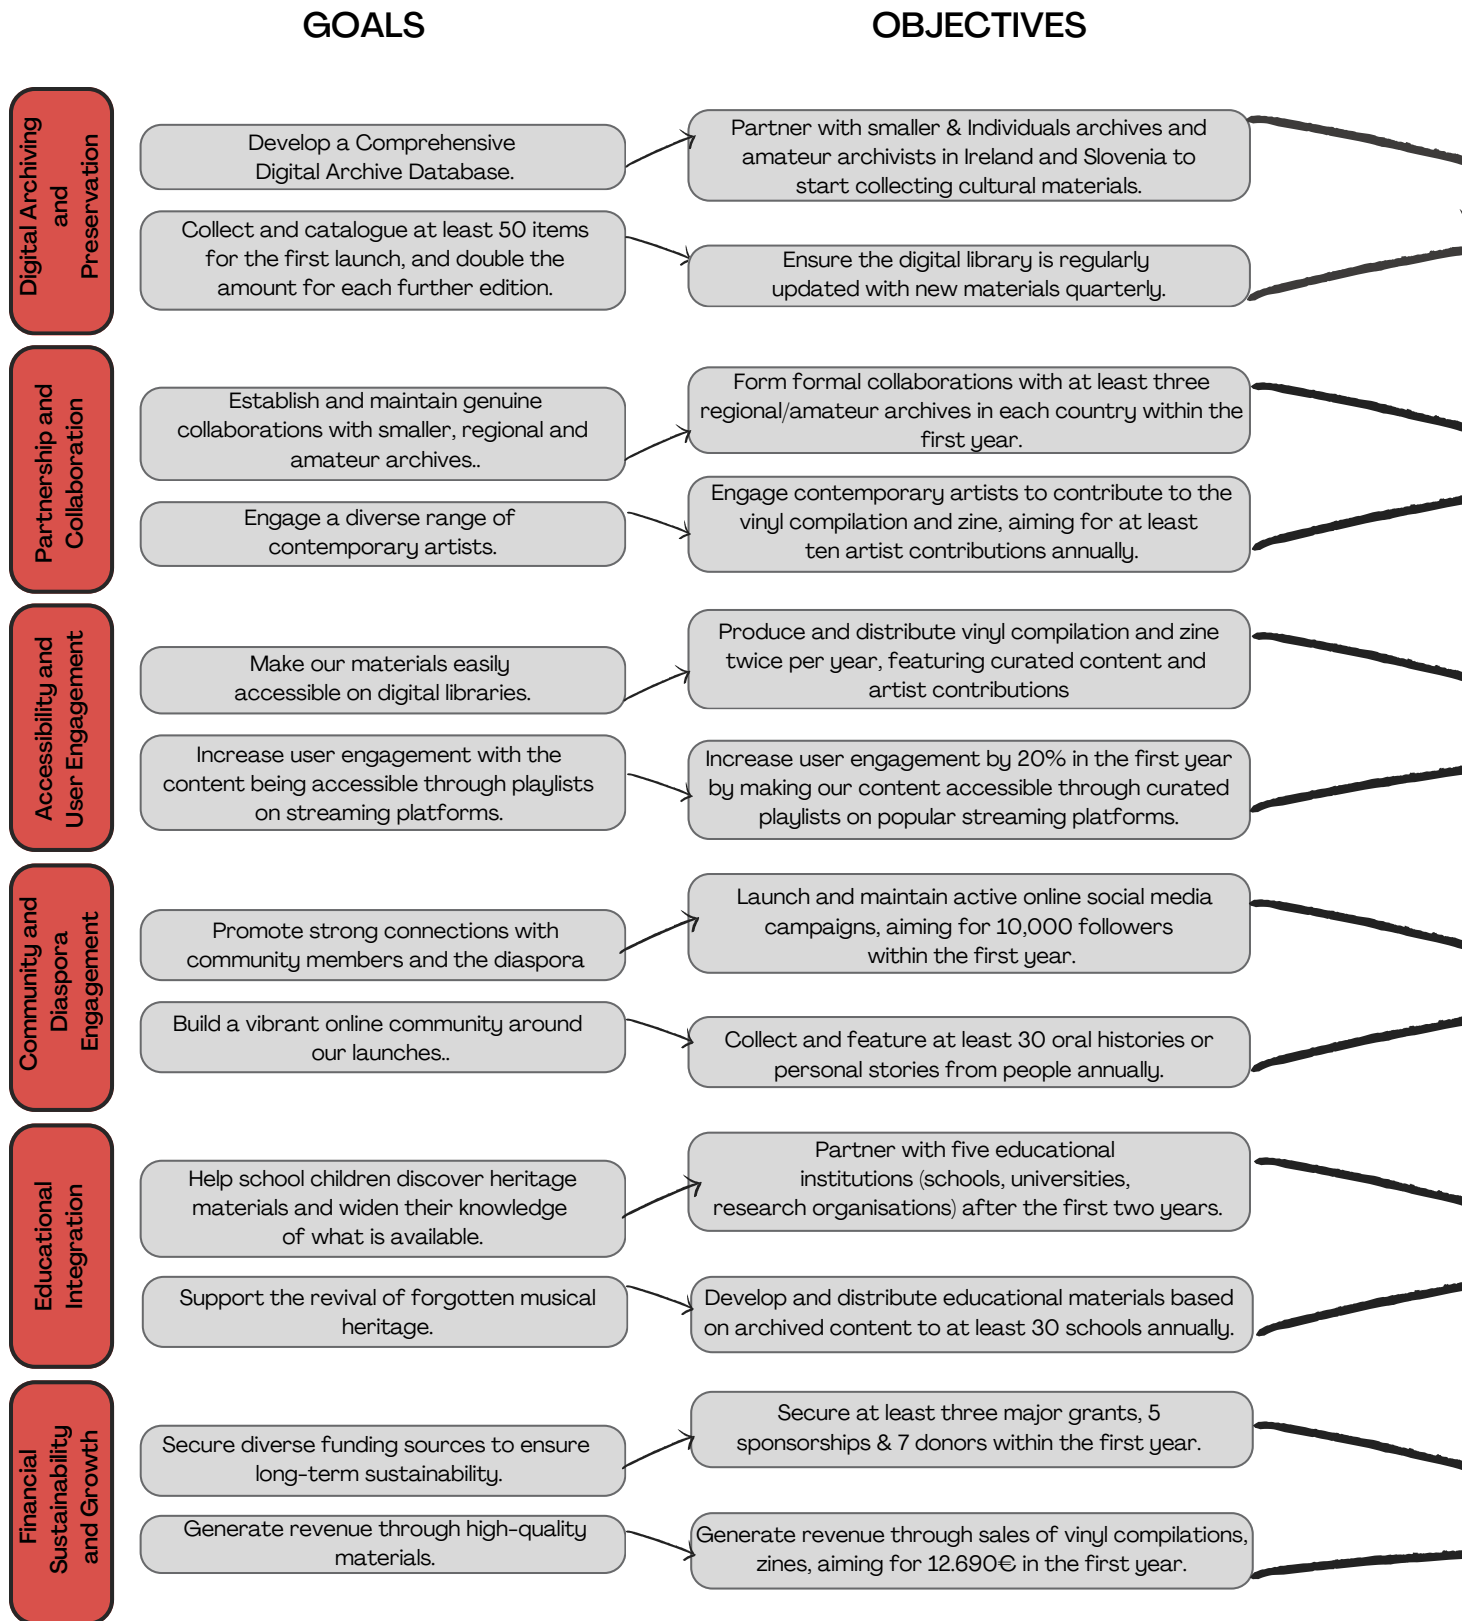 GOALS
OBJECTIVES
Digital Archiving
and
Preservation
Develop a Comprehensive
Digital Archive Database.
Partner with smaller & Individuals archives and
amateur archivists in Ireland and Slovenia to
start collecting cultural materials.
Collect and catalogue at least 50 items
for the first launch, and double the
amount for each further edition.
Ensure the digital library is regularly
updated with new materials quarterly.
Partnership and
Collaboration
Establish and maintain genuine
collaborations with smaller, regional and
amateur archives..
Form formal collaborations with at least three
regional/amateur archives in each country within the
first year.
Engage a diverse range of
contemporary artists.
Engage contemporary artists to contribute to the
vinyl compilation and zine, aiming for at least
ten artist contributions annually.
Accessibility and
User Engagement
Make our materials easily
accessible on digital libraries.
Produce and distribute vinyl compilation and zine
twice per year, featuring curated content and
artist contributions
Increase user engagement with the
content being accessible through playlists
on streaming platforms.
Increase user engagement by 20% in the first year
by making our content accessible through curated
playlists on popular streaming platforms.
Community and
Diaspora
Engagement
Promote strong connections with
community members and the diaspora
Launch and maintain active online social media
campaigns, aiming for 10,000 followers
within the first year.
Build a vibrant online community around
our launches..
Collect and feature at least 30 oral histories or
personal stories from people annually.
Educational
Integration
Help school children discover heritage
materials and widen their knowledge
of what is available.
Partner with five educational
institutions (schools, universities,
research organisations) after the first two years.
Support the revival of forgotten musical
heritage.
Develop and distribute educational materials based
on archived content to at least 30 schools annually.
Financial
Sustainability
and Growth
Secure diverse funding sources to ensure
long-term sustainability.
Secure at least three major grants, 5
sponsorships & 7 donors within the first year.
Generate revenue through high-quality
materials.
Generate revenue through sales of vinyl compilations,
zines, aiming for 12.690€ in the first year.